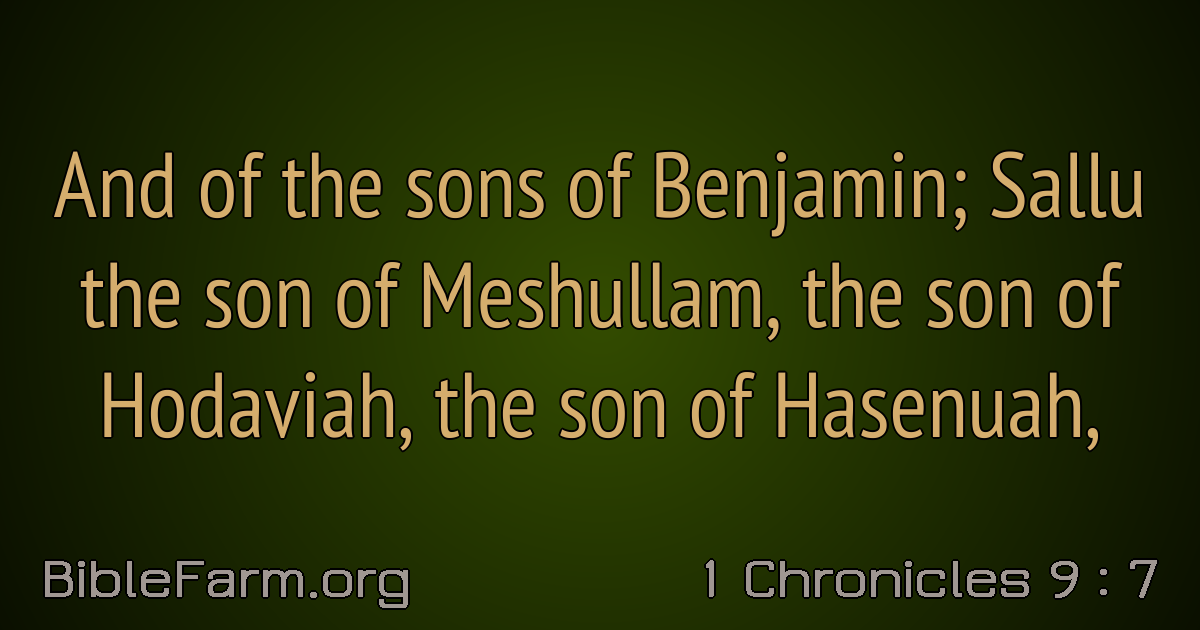 And of the sons of Benjamin; Sallu
the son of Meshullam, the son of
Hodaviah, the son of Hasenuah,
BibleFarm.org
1 Chronicles 9 : 7